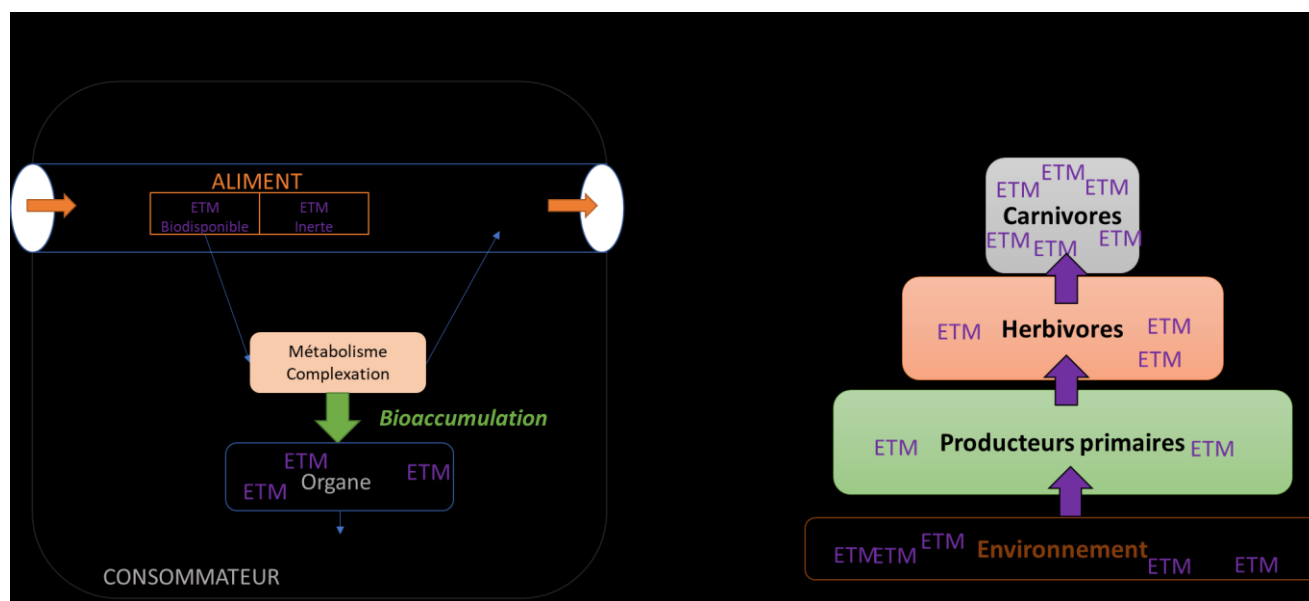 ALIMENT
ETM
Biodisponible
ETM
Inerte
Métabolisme
Complexation
Bioaccumulation
ETM
ETM
ETM
Organe
CONSOMMATEUR
ETM
ETM
ETM
Carnivores
ETM
ETM
ETM
ETM
Herbivores
ETM
ETM
ETM
Producteurs primaires
ETM
ETM
ETM
ETM
Environnement
ETM
ETM